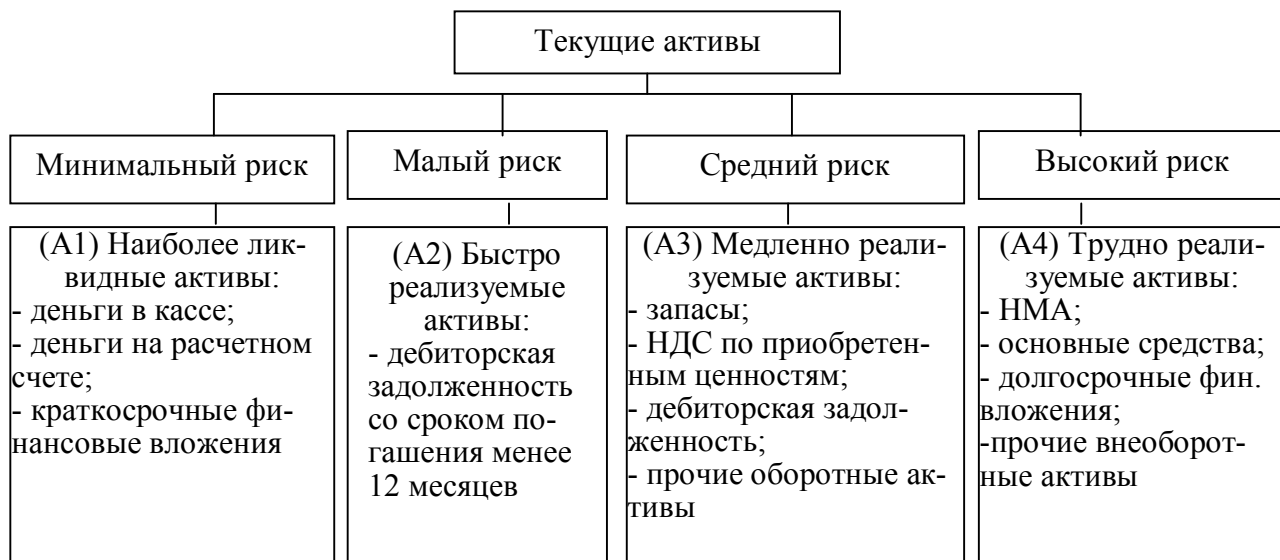 Текущие активы
Минимальный риск
Малый риск
Средний риск
Высокий риск
(А1) Наиболее лик-
видные активы:
- деньги в кассе;
- деньги на расчетном
счете;
- краткосрочные фи-
нансовые вложения
(А2) Быстро
реализуемые
активы:
- дебиторская
задолженность
со сроком по-
гашения менее
12 месяцев
(А3) Медленно реали-
зуемые активы:
- запасы;
- НДС по приобретен-
ным ценностям;
- дебиторская задол-
женность;
- прочие оборотные ак-
тивы
(А4) Трудно реали-
зуемые активы:
- НМА;
- основные средства;
- долгосрочные фин.
вложения;
-прочие внеоборот-
ные активы